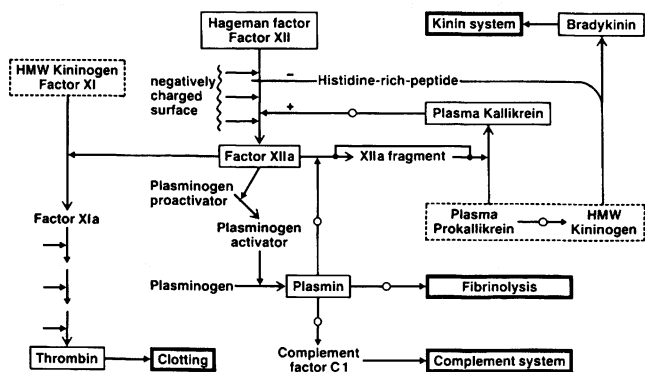 Hageman factor
Factor XII
Kinin system
Bradykinin
HMW Kininogen
Factor XI
negatively
charged
surface
–
Histidine-rich-peptide
+
Plasma Kallikrein
Factor XIIa
XIIa fragment
Plasminogen
proactivator
Plasminogen
activator
Factor XIa
Plasma
Prokallikrein
HMW
Kininogen
Plasminogen
Plasmin
Fibrinolysis
Thrombin
Clotting
Complement
factor C1
Complement system